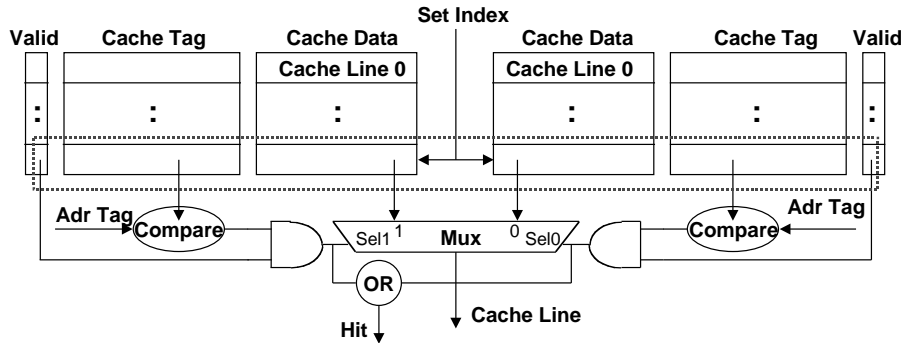 Set Index
Valid Cache Tag Cache Data Cache Data Cache Tag Valid
Cache Line 0 Cache Line 0
: : : : : :
Adr Tag Compare Sel1 1 Mux 0 Sel0 Compare Adr Tag
OR
Hit Cache Line